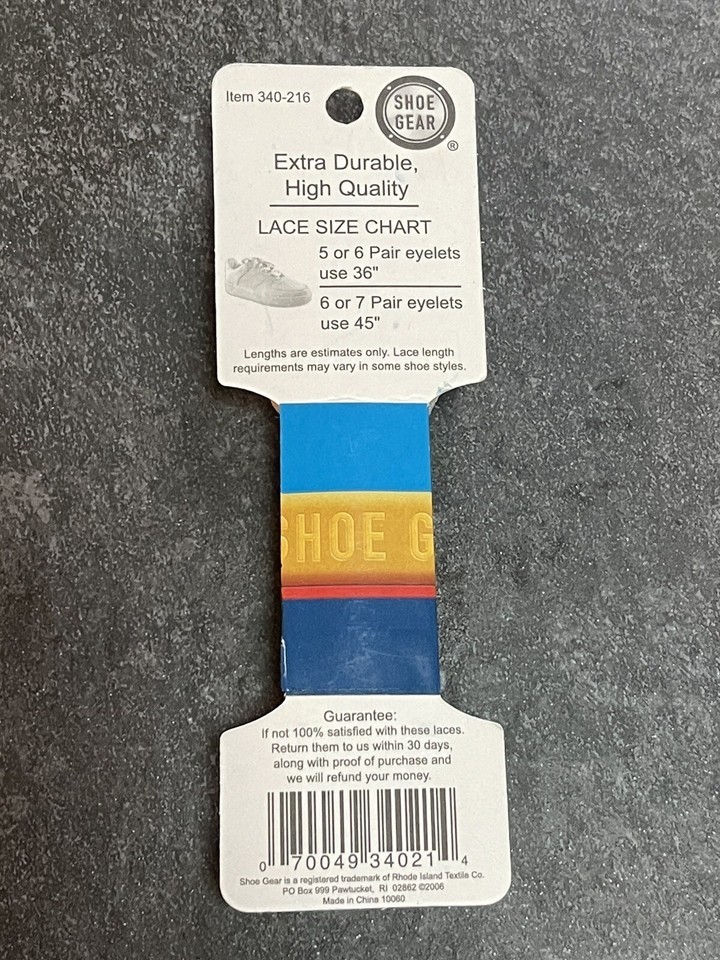 Item 340-216
SHOE
GEAR
®
Extra Durable,
High Quality
LACE SIZE CHART
5 or 6 Pair eyelets
use 36"
6 or 7 Pair eyelets
use 45"
Lengths are estimates only. Lace length
requirements may vary in some shoe styles.
SHOE G
Guarantee:
If not 100% satisfied with these laces.
Return them to us within 30 days,
along with proof of purchase and
we will refund your money.
0 70049 34021 4
Shoe Gear is a registered trademark of Rhode Island Textile Co.
PO Box 999 Pawtucket, RI 02862 ©2006
Made in China 10060